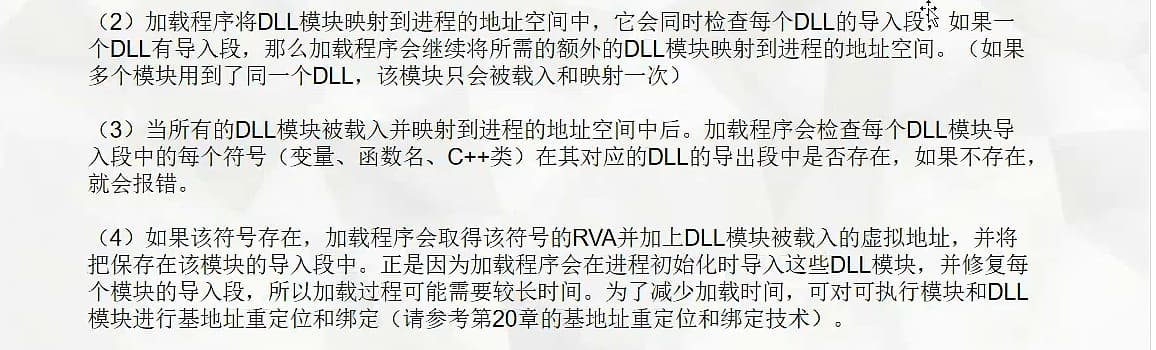 （2）加载程序将DLL模块映射到进程的地址空间中，它会同时检查每个DLL的导入段，如果一
个DLL有导入段，那么加载程序会继续将所需的额外的DLL模块映射到进程的地址空间。（如果
多个模块用到了同一个DLL，该模块只会被载入和映射一次）
（3）当所有的DLL模块被载入并映射到进程的地址空间中后。加载程序会检查每个DLL模块导
入段中的每个符号（变量、函数名、C++类）在其对应的DLL的导出段中是否存在，如果不存在，
就会报错。
（4）如果该符号存在，加载程序会取得该符号的RVA并加上DLL模块被载入的虚拟地址，并将
把保存在该模块的导入段中。正是因为加载程序会在进程初始化时导入这些DLL模块，并修复每
个模块的导入段，所以加载过程可能需要较长时间。为了减少加载时间，可对可执行模块和DLL
模块进行基地址重定位和绑定（请参考第20章的基地址重定位和绑定技术）。